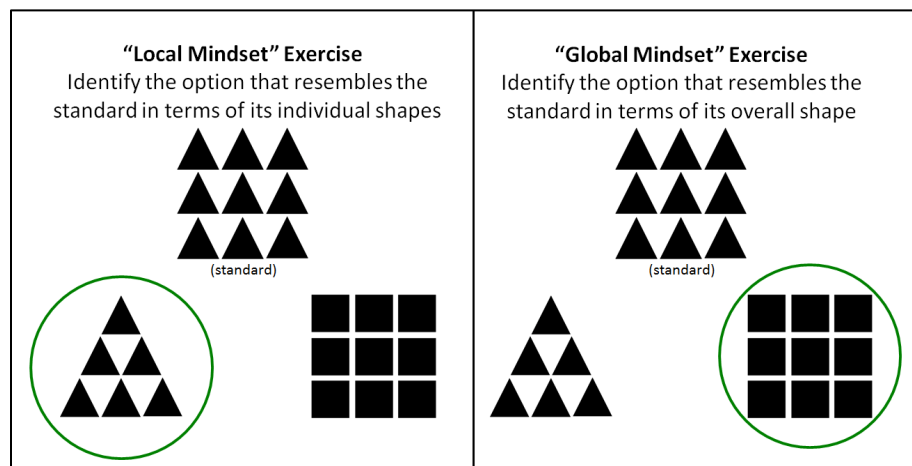 “Local Mindset” Exercise
Identify the option that resembles the
standard in terms of its individual shapes
(standard)
“Global Mindset” Exercise
Identify the option that resembles the
standard in terms of its overall shape
(standard)